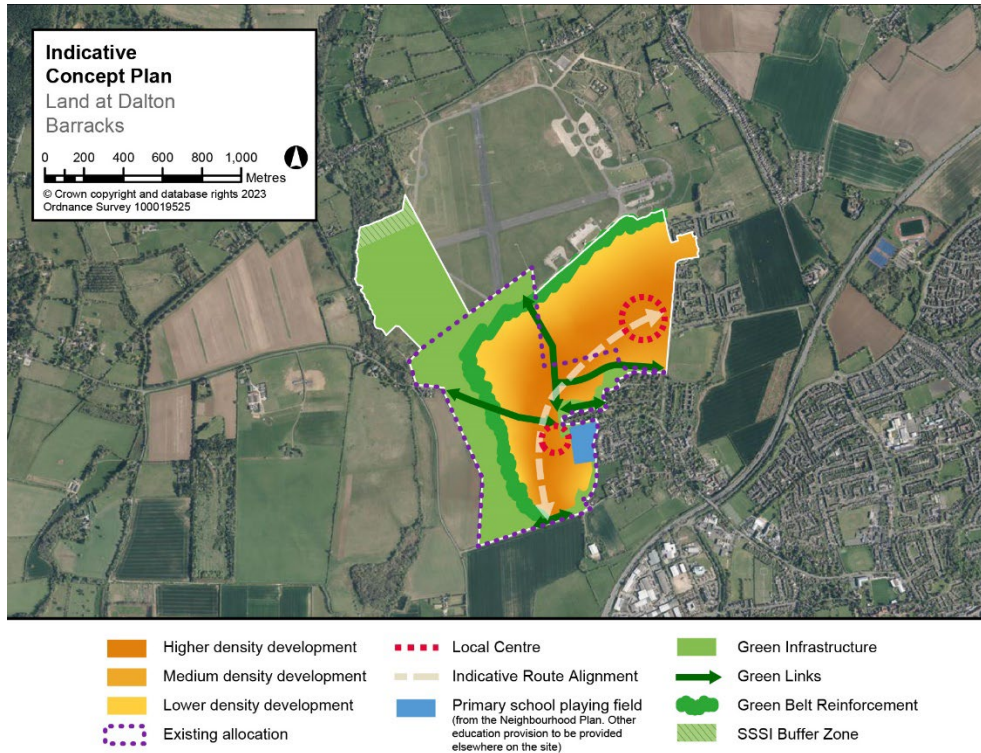 Indicative
Concept Plan
Land at Dalton
Barracks
0 200 400 600 800 1,000
Metres
© Crown copyright and database rights 2023
Ordnance Survey 100019525
Higher density development
Medium density development
Lower density development
Existing allocation
Local Centre
Indicative Route Alignment
Primary school playing field
(from the Neighbourhood Plan. Other
education provision to be provided
elsewhere on the site)
Green Infrastructure
Green Links
Green Belt Reinforcement
SSSI Buffer Zone